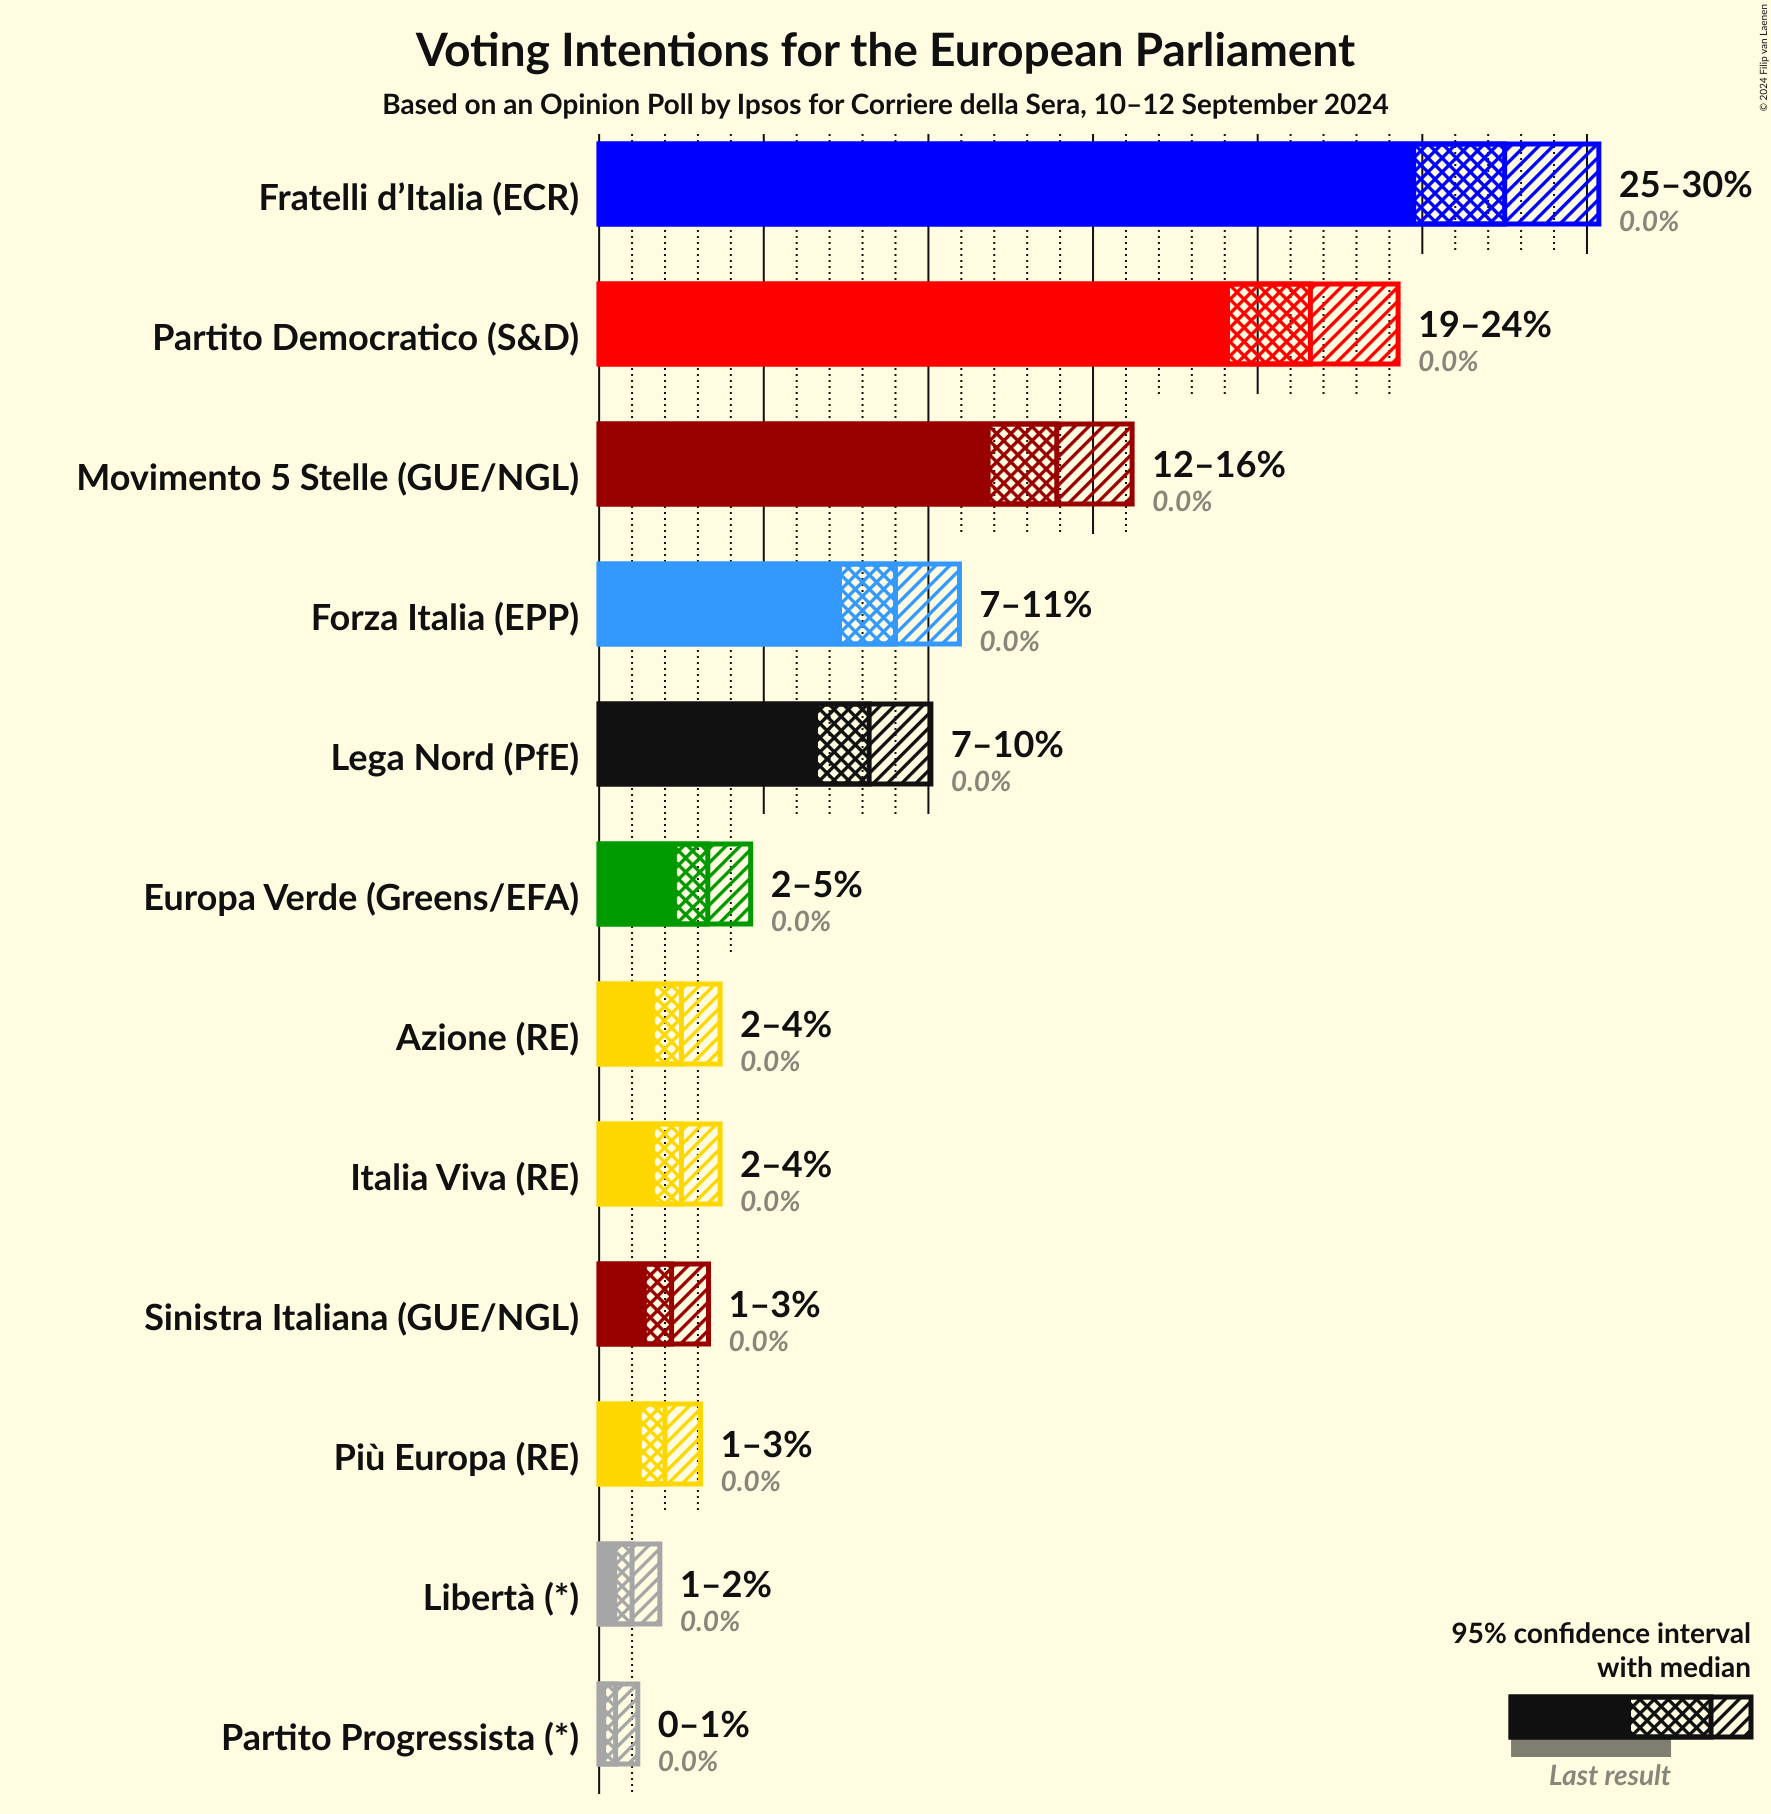 Voting Intentions for the European Parliament
Based on an Opinion Poll by Ipsos for Corriere della Sera, 10–12 September 2024
© 2024 Filip van Laenen
Fratelli d’Italia (ECR)
25–30%
0.0%
Partito Democratico (S&D)
19–24%
0.0%
Movimento 5 Stelle (GUE/NGL)
12–16%
0.0%
Forza Italia (EPP)
7–11%
0.0%
Lega Nord (PfE)
7–10%
0.0%
Europa Verde (Greens/EFA)
2–5%
0.0%
Azione (RE)
2–4%
0.0%
Italia Viva (RE)
2–4%
0.0%
Sinistra Italiana (GUE/NGL)
1–3%
0.0%
Più Europa (RE)
1–3%
0.0%
Libertà (*)
1–2%
0.0%
Partito Progressista (*)
0–1%
0.0%
95% confidence interval
with median
Last result